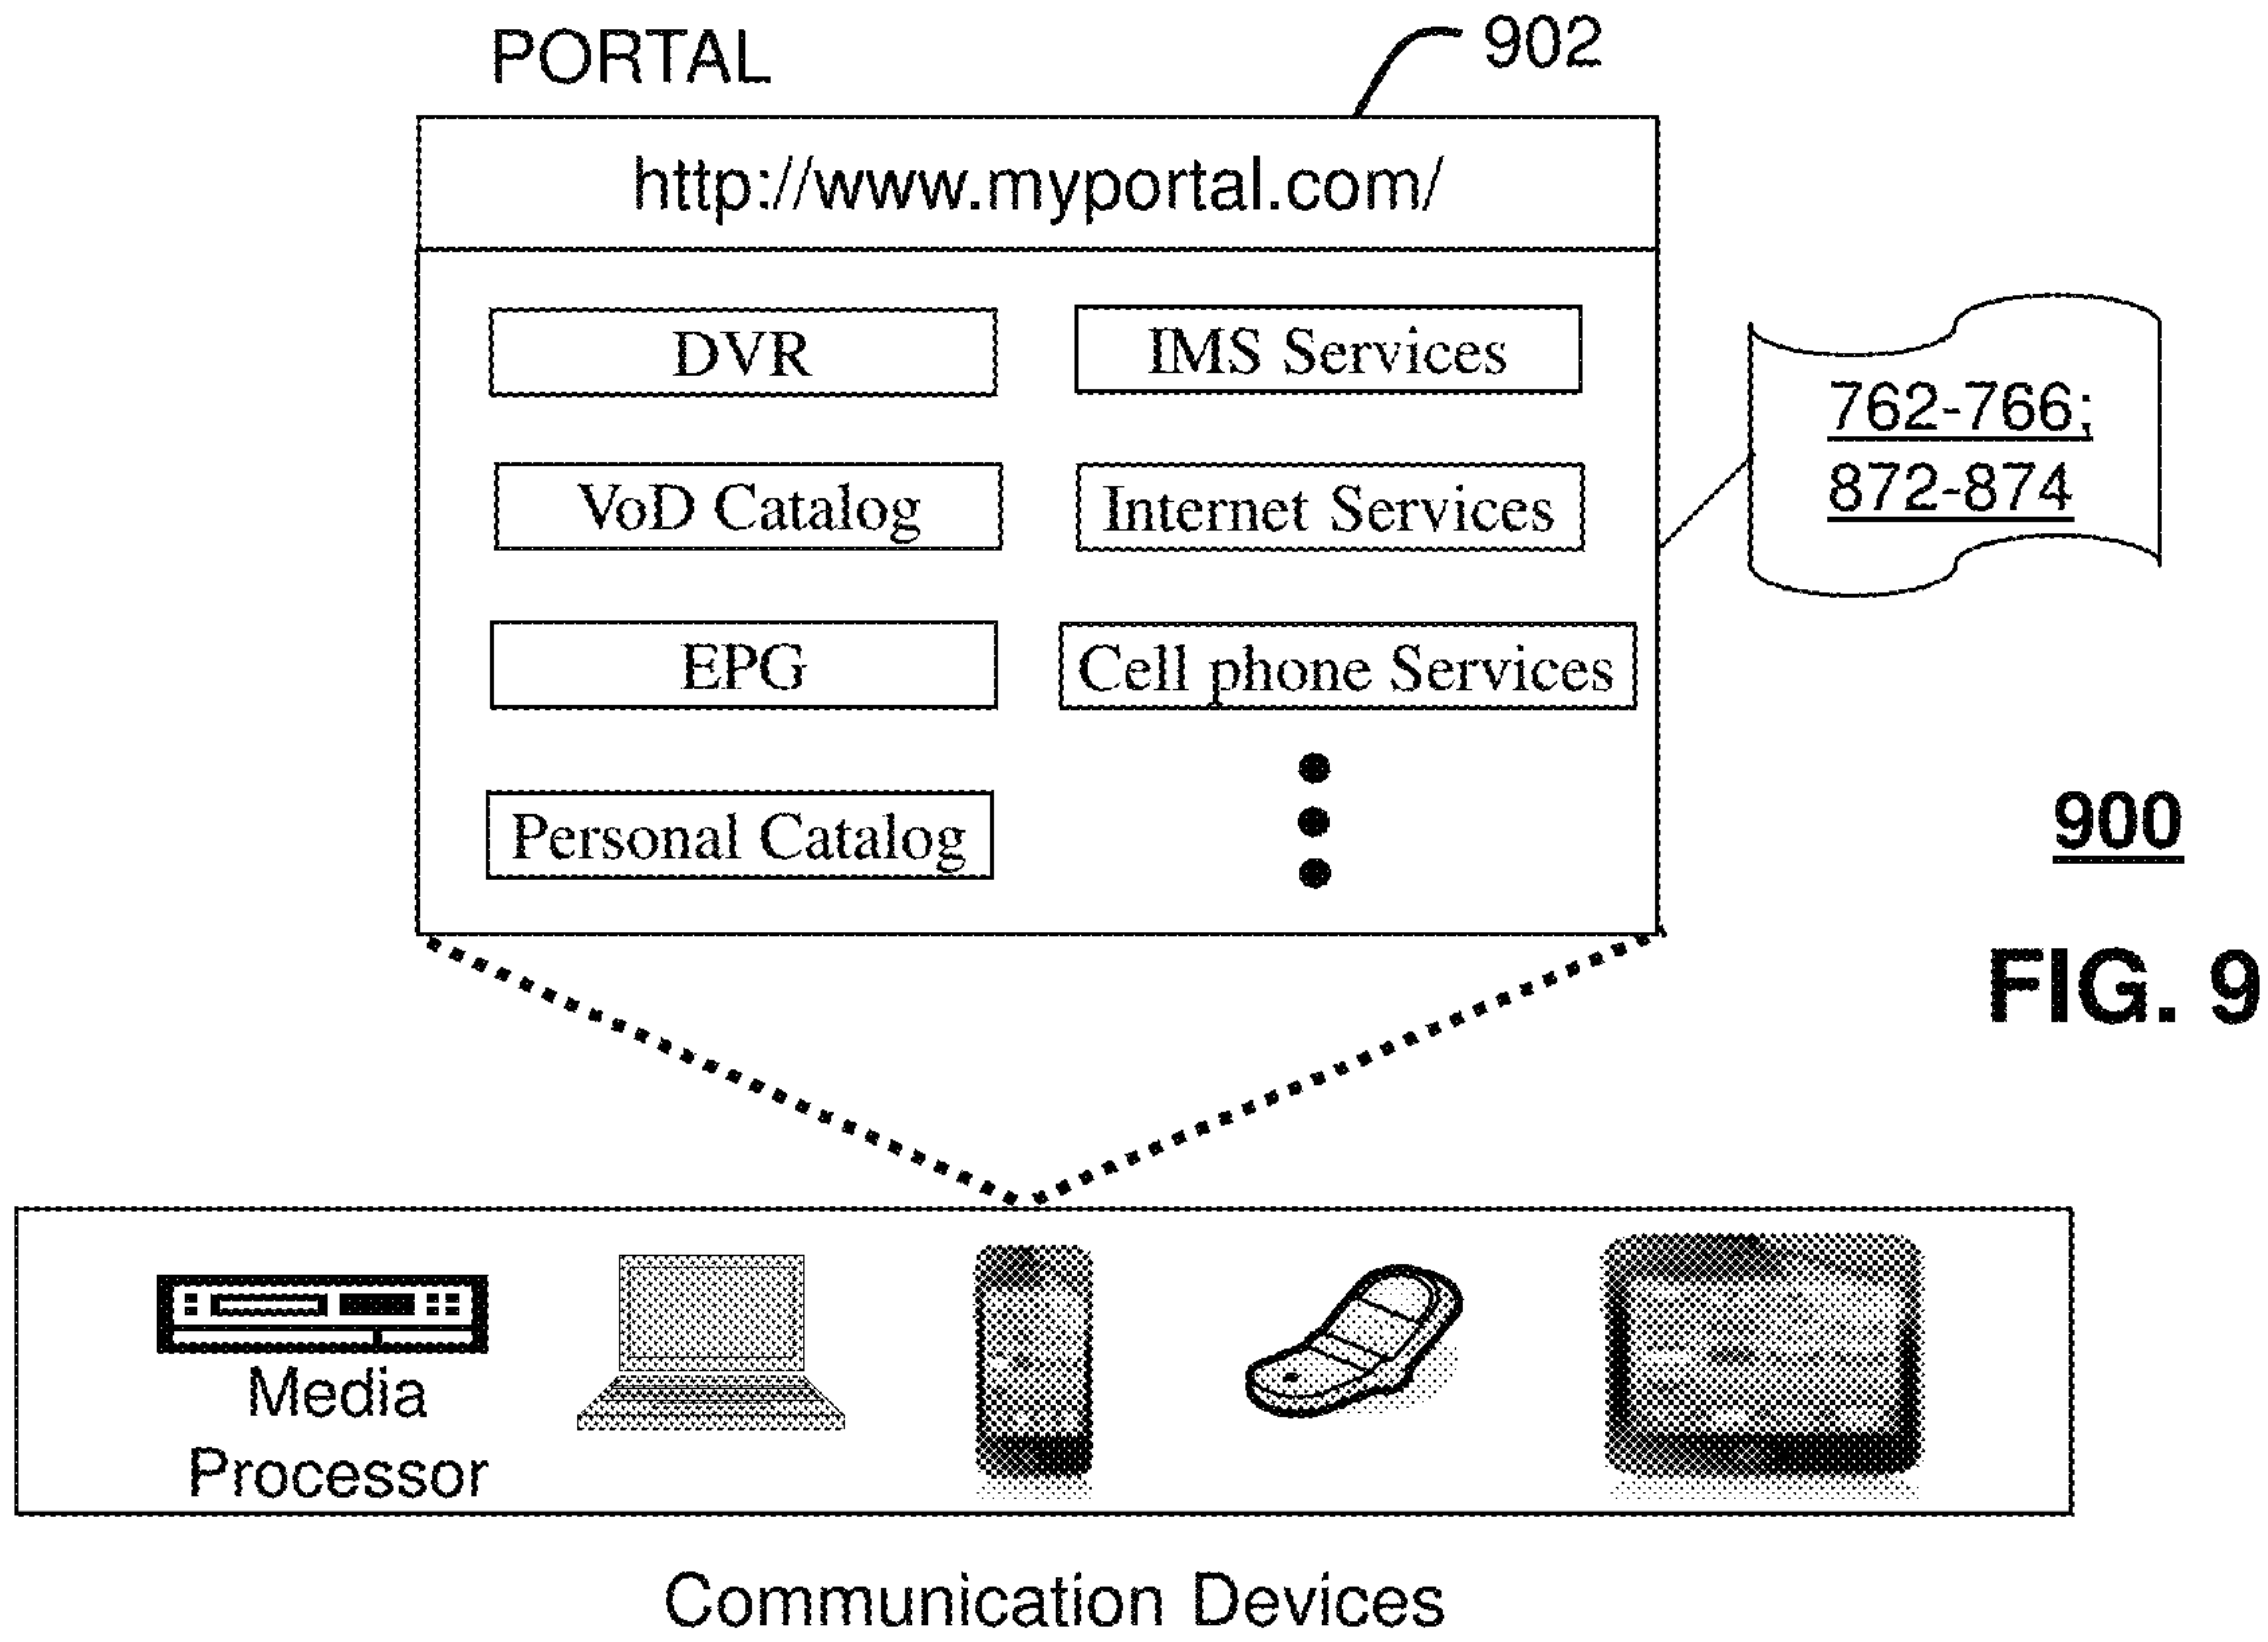 PORTAL
902
http://www.myportal.com/
DVR
IMS Services
VoD Catalog
Internet Services
EPG
Cell phone Services
Personal Catalog
762-766;
872-874
900
FIG. 9
Media
Processor
Communication Devices